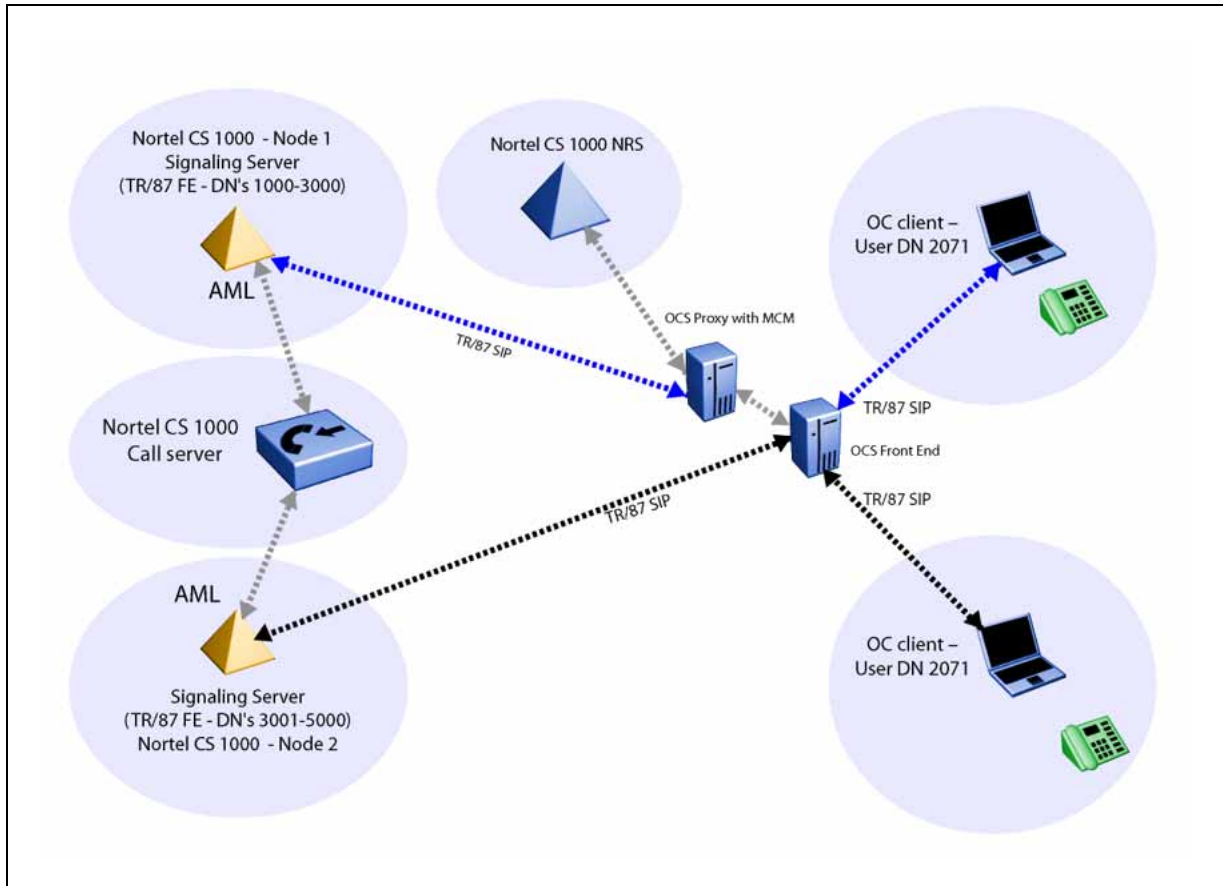 Nortel CS 1000 - Node 1
Signaling Server
(TR/87 FE - DN's 1000-3000)
AML
Nortel CS 1000 NRS
OC client –
User DN 2071
OCS Proxy with MCM
TR/87 SIP
TR/87 SIP
Nortel CS 1000
Call server
OCS Front End
TR/87 SIP
TR/87 SIP
AML
Signaling Server
(TR/87 FE - DN's 3001-5000)
Nortel CS 1000 - Node 2
OC client –
User DN 2071